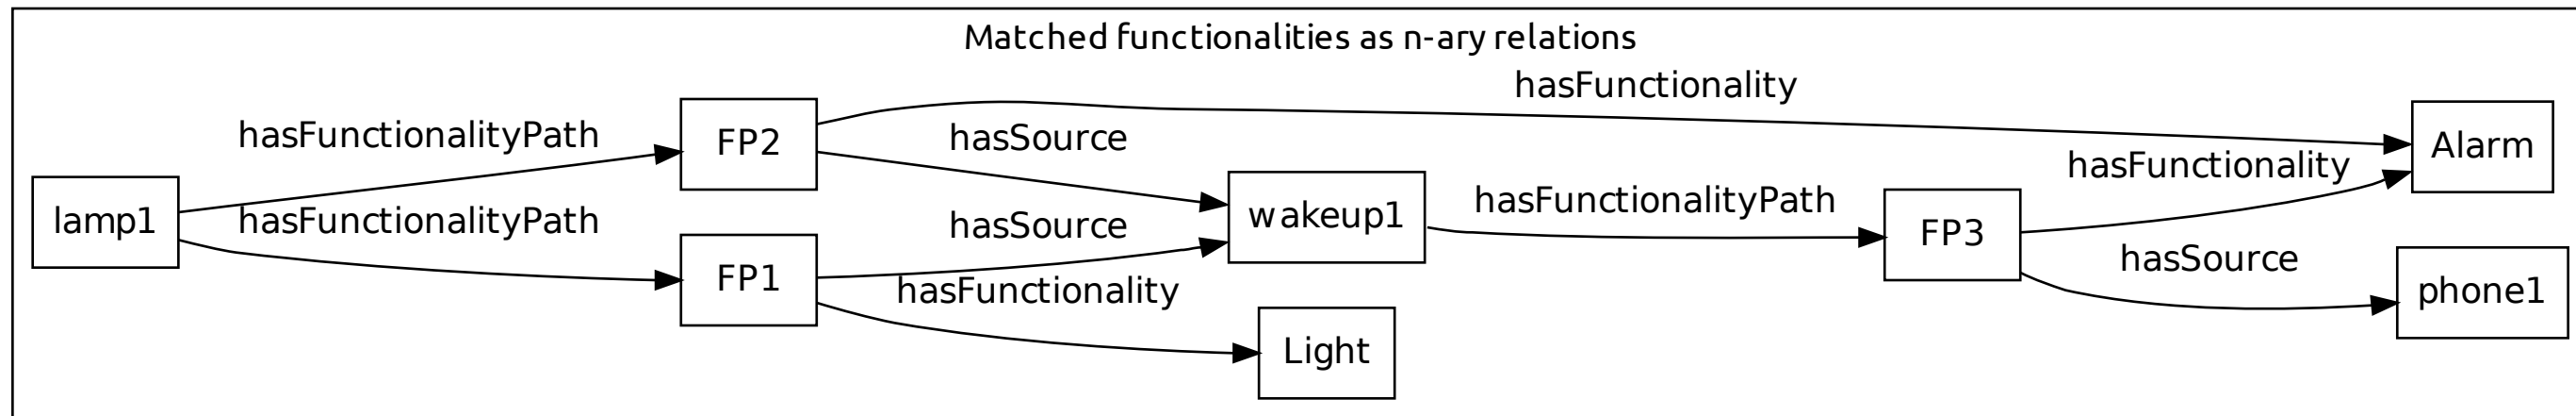 Matched functionalities as n-ary relations
hasFunctionality
hasFunctionalityPath
FP2
hasSource
Alarm
hasFunctionality
lamp1
hasFunctionalityPath
hasSource
wakeup1
hasFunctionalityPath
FP3
hasSource
FP1
hasFunctionality
phone1
Light